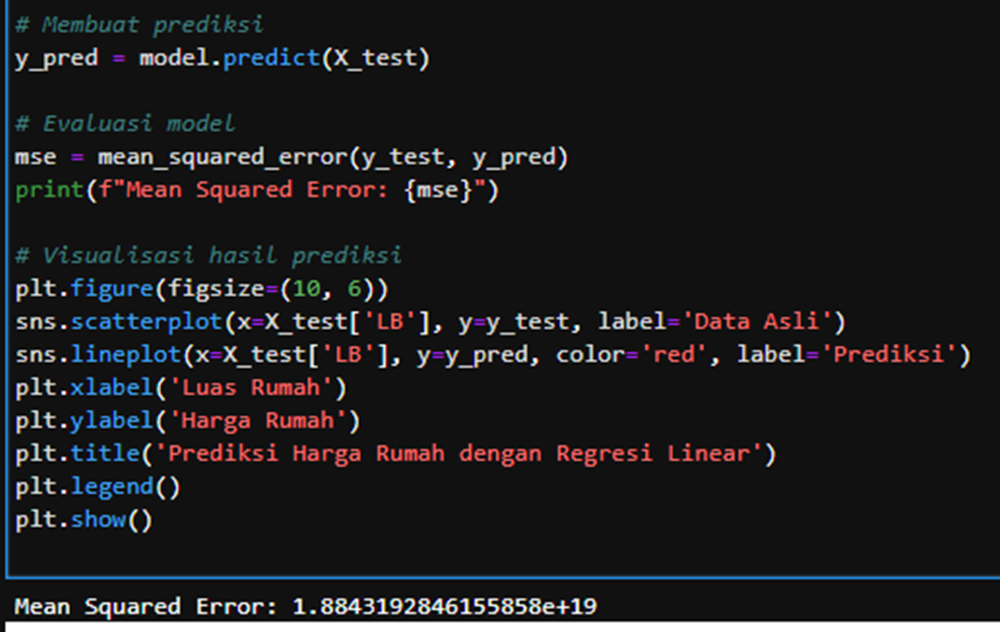 # Membuat prediksi
y_pred = model.predict(X_test)
# Evaluasi model
mse = mean_squared_error(y_test, y_pred)
print(f"Mean Squared Error: {mse}")
# Visualisasi hasil prediksi
plt.figure(figsize=(10, 6))
sns.scatterplot(x=X_test['LB'], y=y_test, label='Data Asli')
sns.lineplot(x=X_test['LB'], y=y_pred, color='red', label='Prediksi')
plt.xlabel('Luas Rumah')
plt.ylabel('Harga Rumah')
plt.title('Prediksi Harga Rumah dengan Regresi Linear')
plt.legend()
plt.show()
Mean Squared Error: 1.8843192846155858e+19